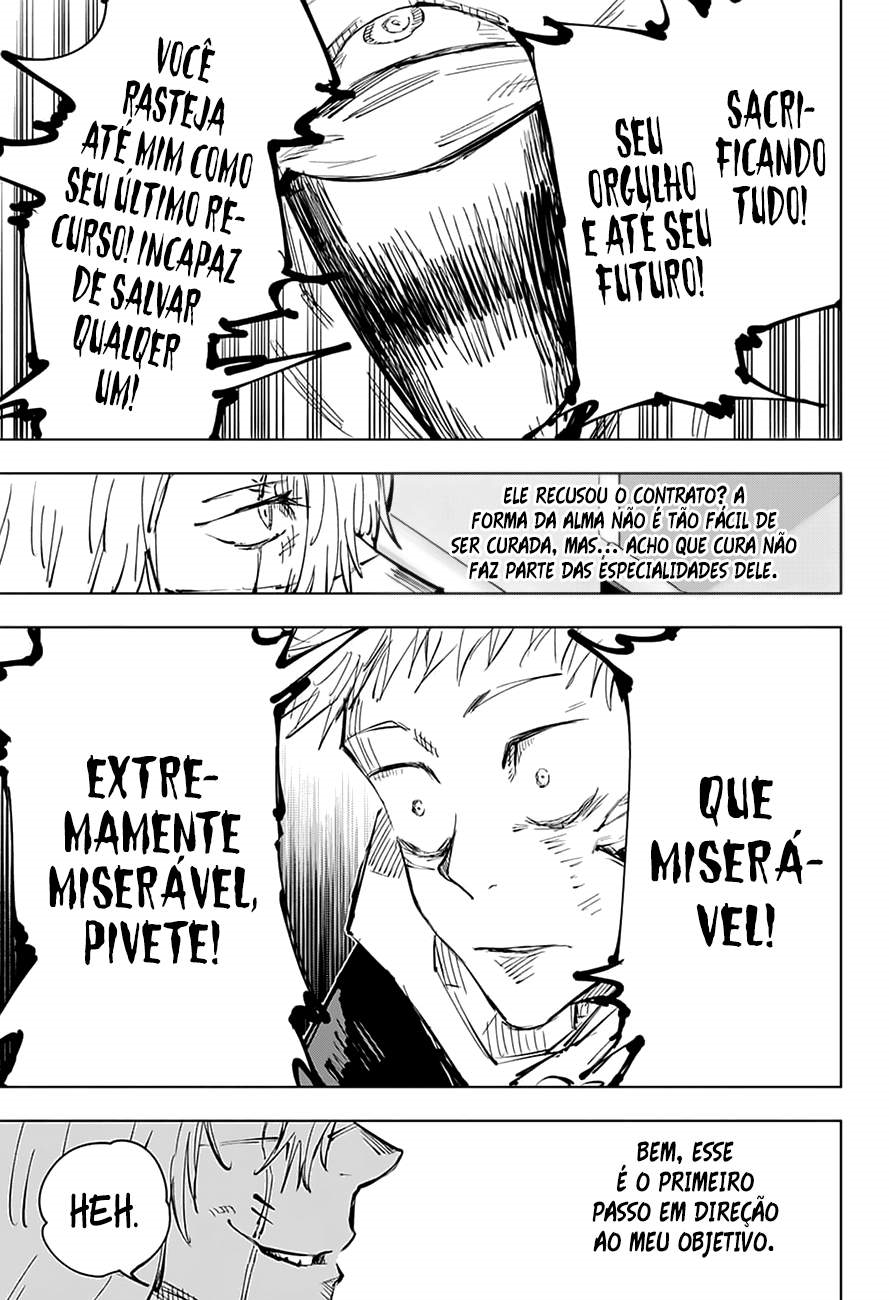 SACRI-
FICANDO
TUDO!
SEU
ORGULHO
E ATÉ SEU
FUTURO!
VOCÊ
RASTEJA
ATÉ MIM COMO
SEU ÚLTIMO RE-
CURSO! INCAPAZ
DE SALVAR
QUALQER
UM!
ELE RECUSOU O CONTRATO? A
FORMA DA ALMA NÃO É TÃO FÁCIL DE
SER CURADA, MAS... ACHO QUE CURA NÃO
FAZ PARTE DAS ESPECIALIDADES DELE.
QUE
MISERÁ-
VEL!
EXTRE-
MAMENTE
MISERÁVEL,
PIVETE!
BEM, ESSE
É O PRIMEIRO
PASSO EM DIREÇÃO
AO MEU OBJETIVO.
HEH.